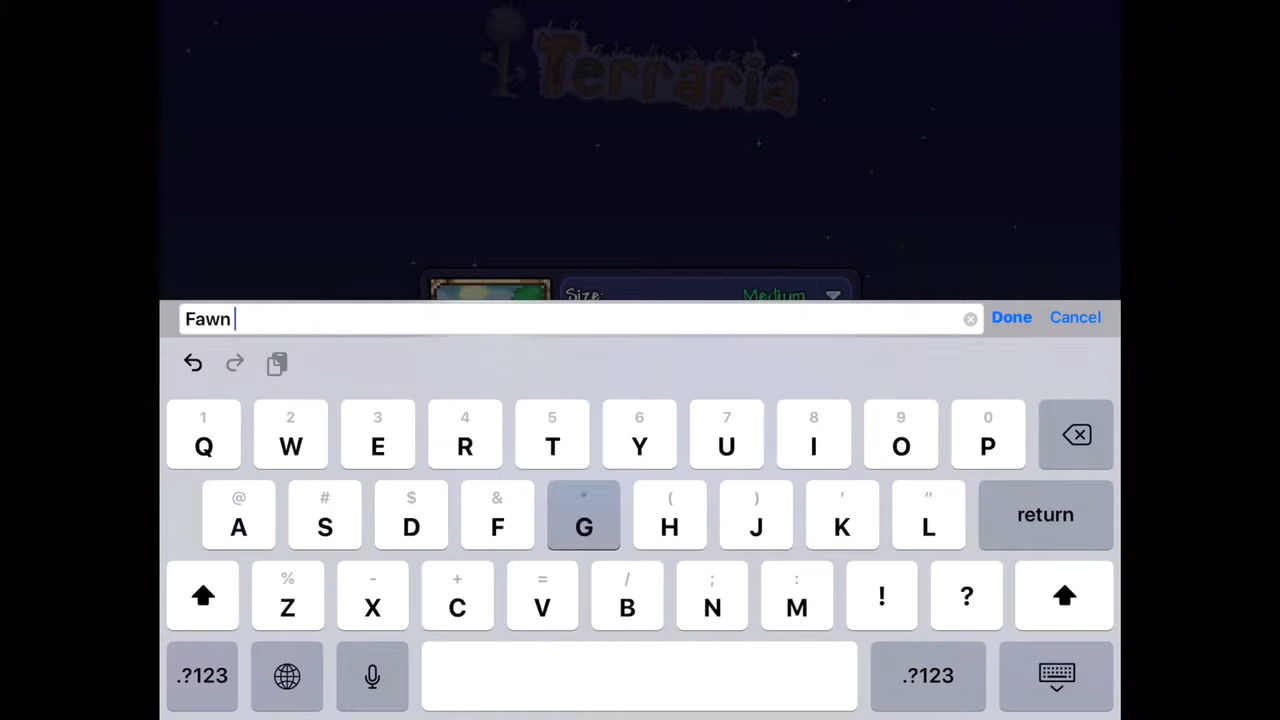 Terraria
Size: Medium
Fawn
Done
Cancel
1 2 3 4 5 6 7 8 9 0
Q W E R T Y U I O P
@ # $ & * ( ) ' "
A S D F G H J K L return
% - + = / ; :
Z X C V B N M ! ?
.?123 .?123